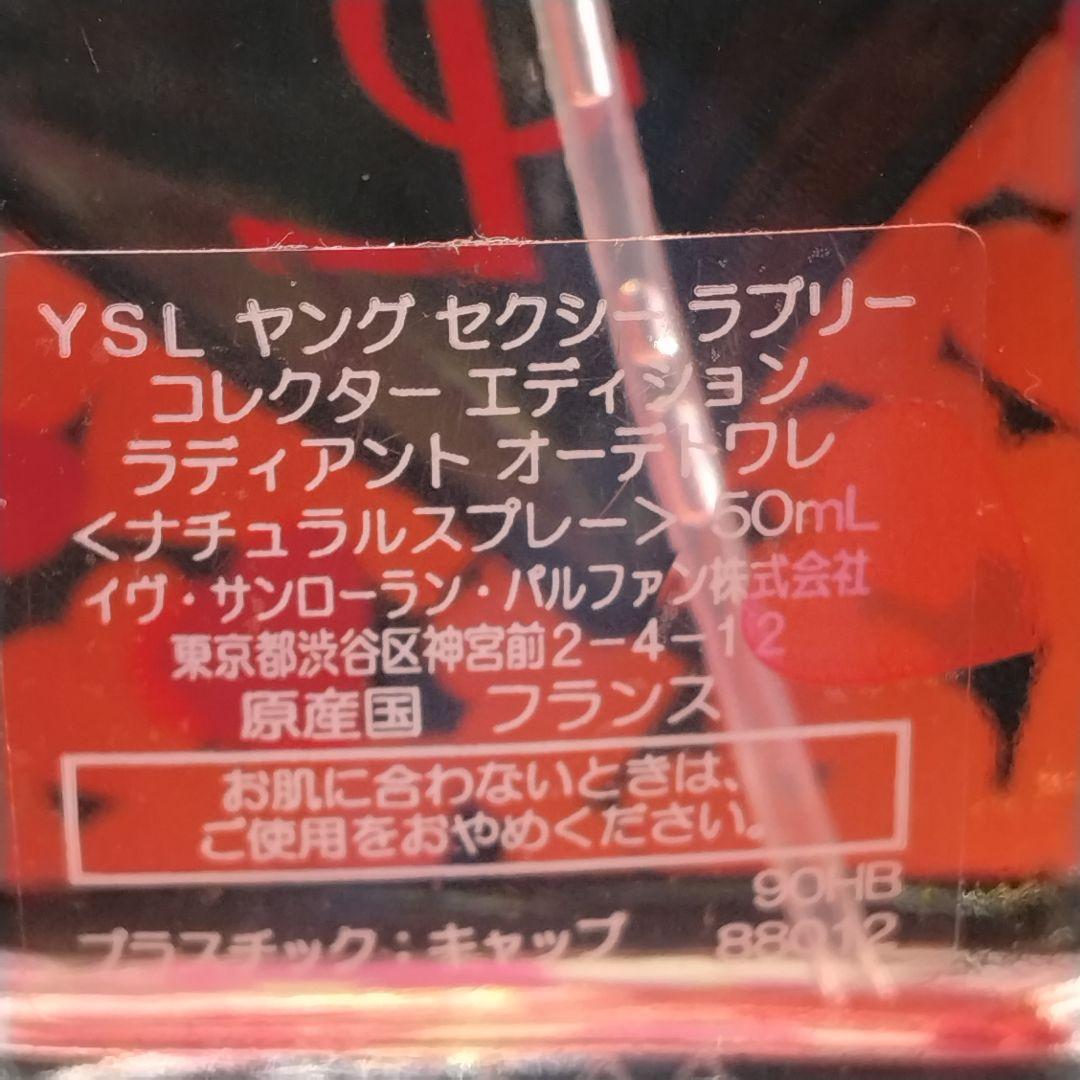 YSL ヤング セクシー ラブリー
コレクター エディション
ラディアント オーデトワレ
<ナチュラルスプレー> 50mL
イヴ・サンローラン・パルファン株式会社
東京都渋谷区神宮前2-4-12
原産国 フランス
お肌に合わないときは、
ご使用をおやめください。
90HB
プラスチック:キャップ 88012